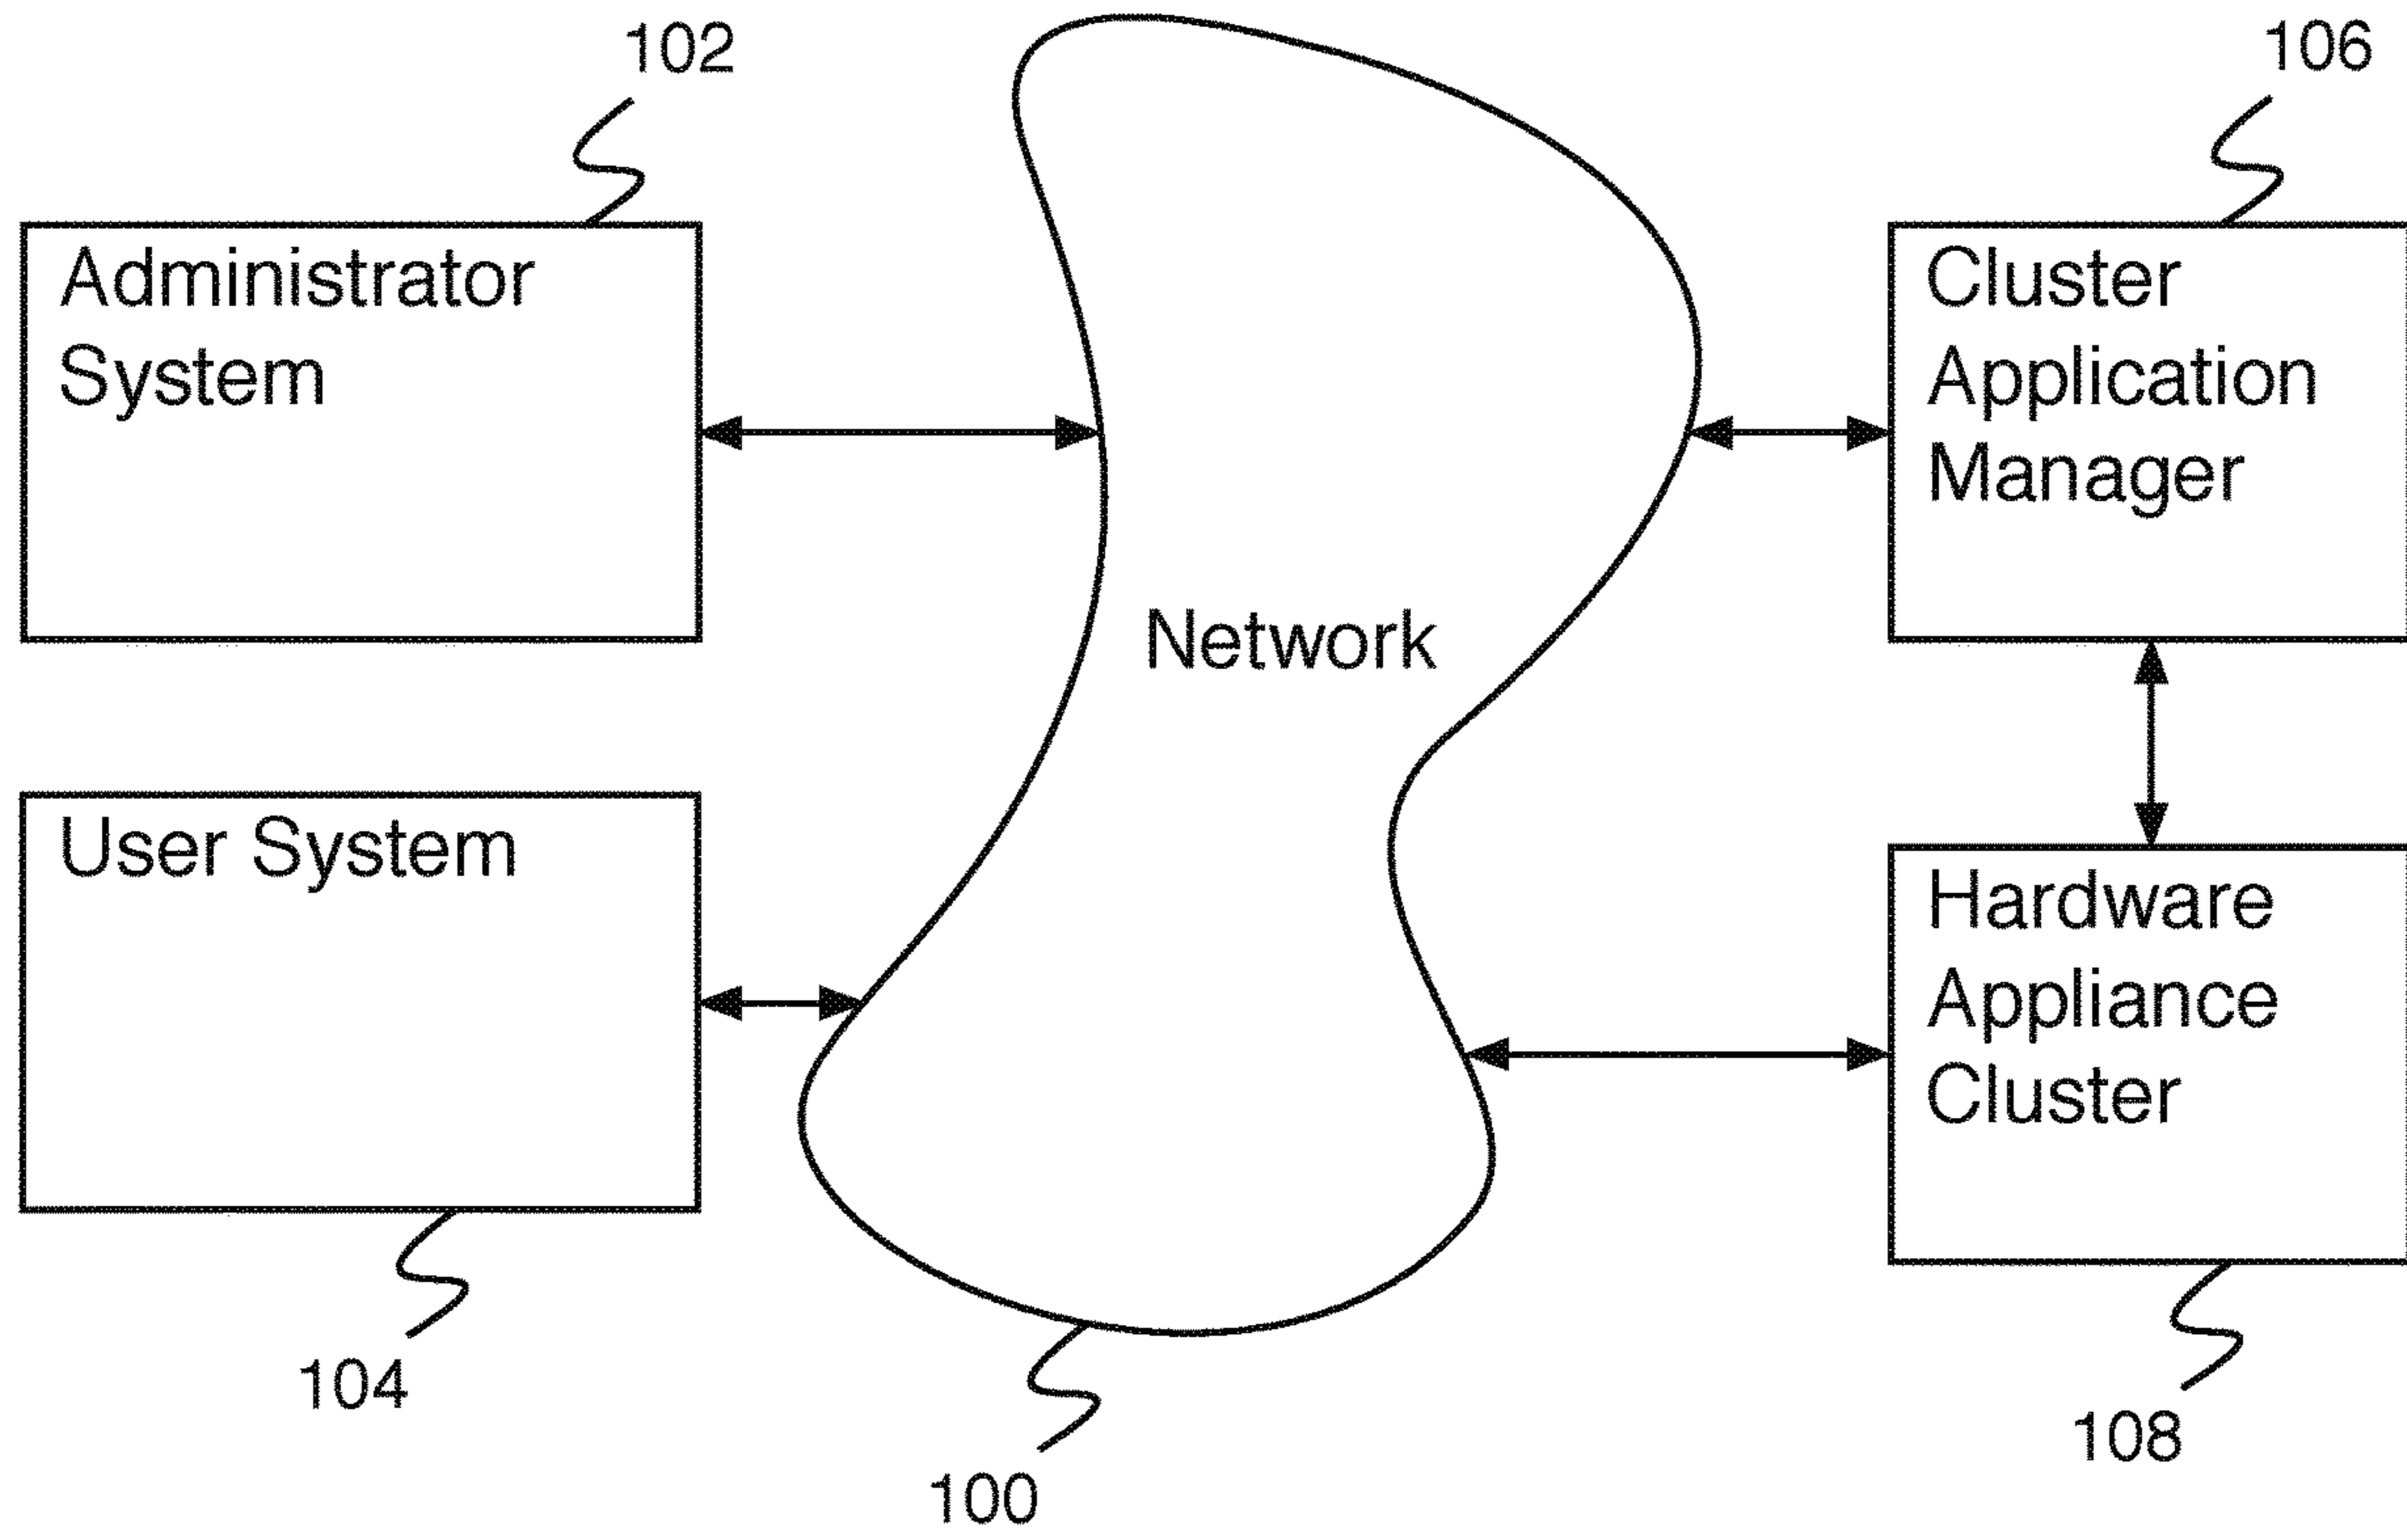 102
106
Administrator
System
Cluster
Application
Manager
Network
User System
Hardware
Appliance
Cluster
104
108
100